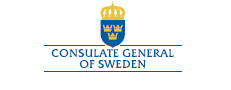 CONSULATE GENERAL
OF SWEDEN